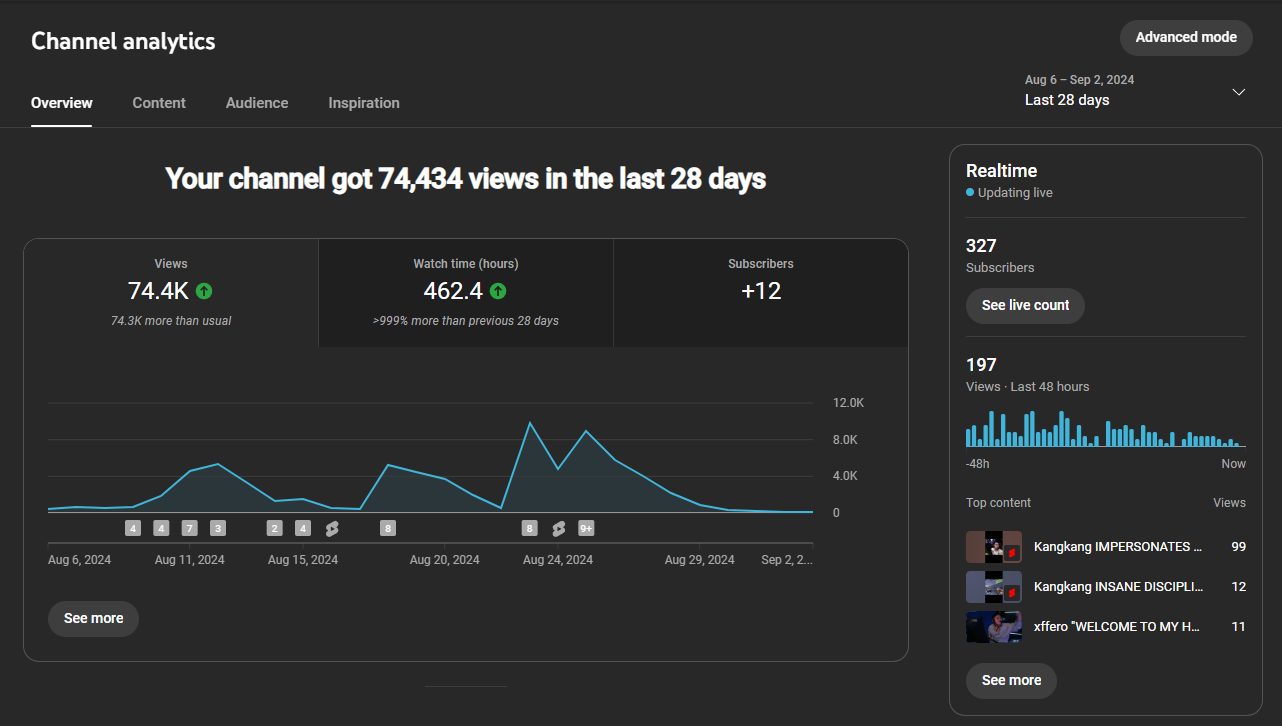 Channel analytics
Advanced mode
Overview
Content
Audience
Inspiration
Aug 6 – Sep 2, 2024
Last 28 days
Your channel got 74,434 views in the last 28 days
Views
74.4K
74.3K more than usual
Watch time (hours)
462.4
>999% more than previous 28 days
Subscribers
+12
12.0K
8.0K
4.0K
0
4 4 7 3 2 4 8 8 9+
Aug 6, 2024
Aug 11, 2024
Aug 15, 2024
Aug 20, 2024
Aug 24, 2024
Aug 29, 2024
Sep 2, 2...
See more
Realtime
Updating live
327
Subscribers
See live count
197
Views · Last 48 hours
-48h
Now
Top content
Views
Kangkang IMPERSONATES ...
99
Kangkang INSANE DISCIPLI...
12
xffero "WELCOME TO MY H...
11
See more